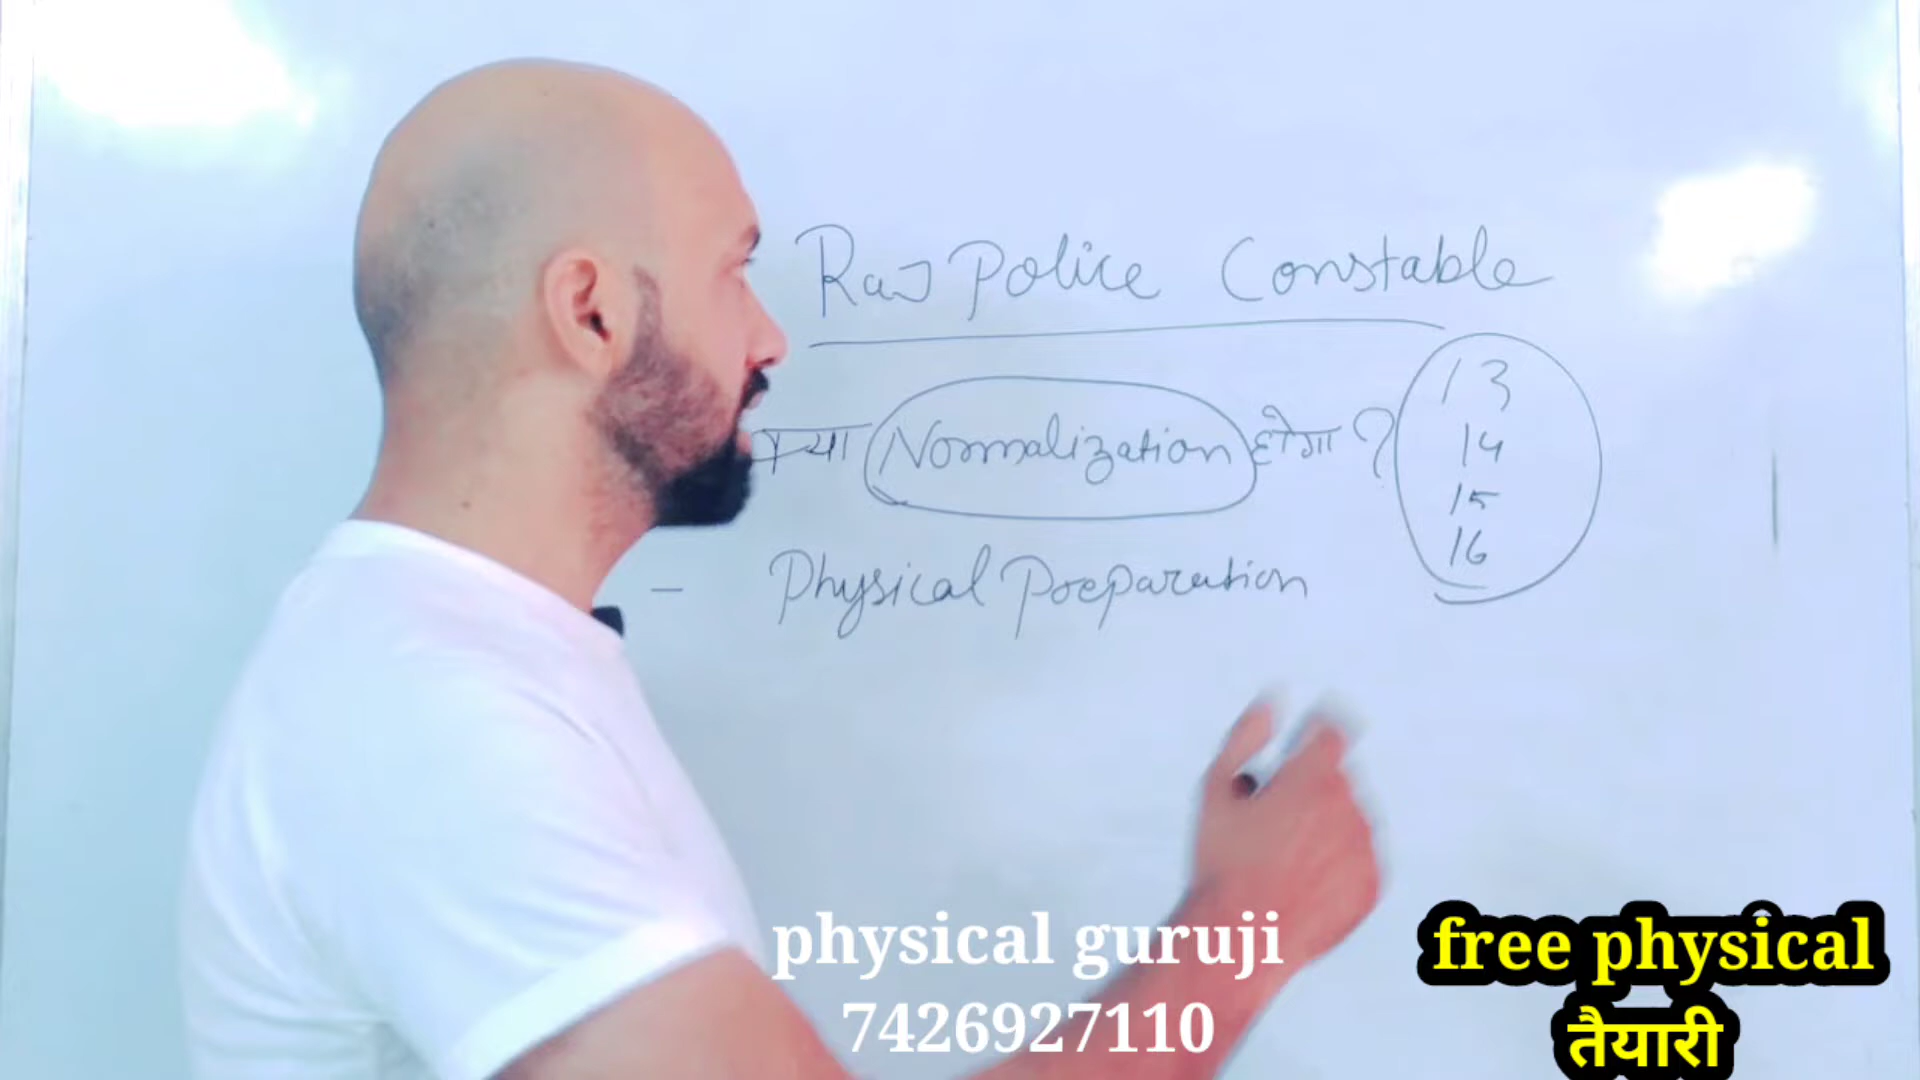 Raj Police Constable
क्या Normalization होगा ?
13
14
15
16
- Physical Preparation
physical guruji
7426927110
free physical
तैयारी